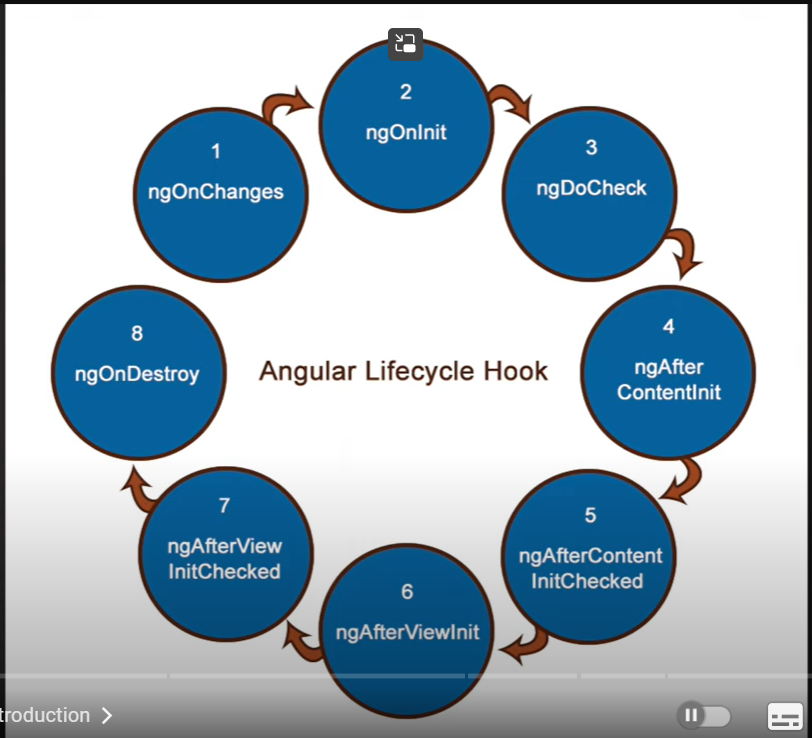 2
ngOnInit
1
ngOnChanges
3
ngDoCheck
8
ngOnDestroy
Angular Lifecycle Hook
4
ngAfter
ContentInit
7
ngAfterView
InitChecked
5
ngAfterContent
InitChecked
6
ngAfterViewInit
troduction